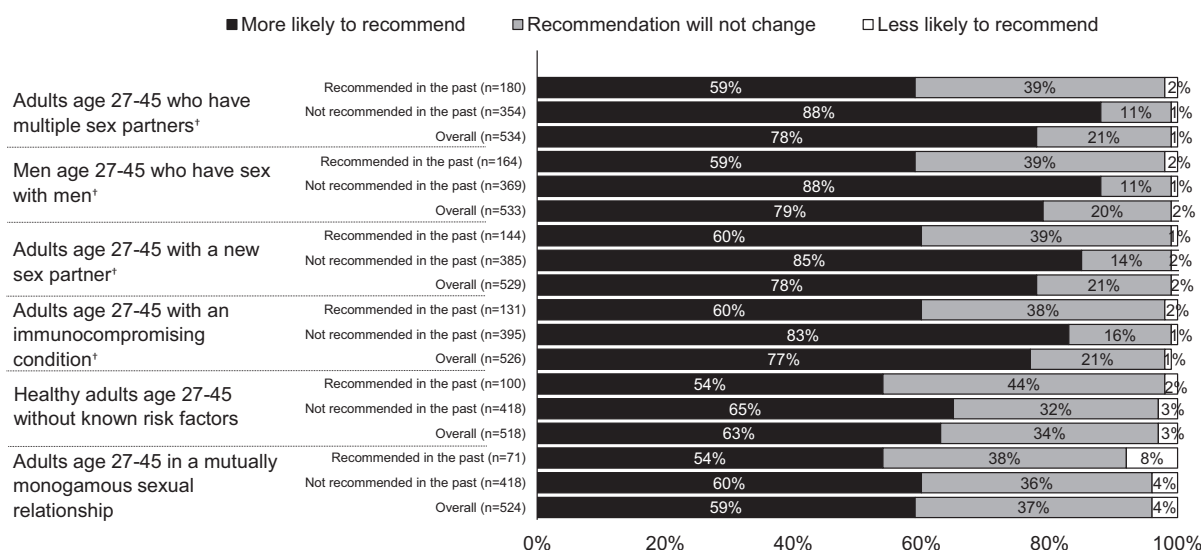 More likely to recommend Recommendation will not change Less likely to recommend
Adults age 27-45 who have
multiple sex partners†
Recommended in the past (n=180) 59% 39% 2%
Not recommended in the past (n=354) 88% 11% 1%
Overall (n=534) 78% 21% 1%
Men age 27-45 who have sex
with men†
Recommended in the past (n=164) 59% 39% 2%
Not recommended in the past (n=369) 88% 11% 1%
Overall (n=533) 79% 20% 2%
Adults age 27-45 with a new
sex partner†
Recommended in the past (n=144) 60% 39% 1%
Not recommended in the past (n=385) 85% 14% 2%
Overall (n=529) 78% 21% 2%
Adults age 27-45 with an
immunocompromising
condition†
Recommended in the past (n=131) 60% 38% 2%
Not recommended in the past (n=395) 83% 16% 1%
Overall (n=526) 77% 21% 1%
Healthy adults age 27-45
without known risk factors
Recommended in the past (n=100) 54% 44% 2%
Not recommended in the past (n=418) 65% 32% 3%
Overall (n=518) 63% 34% 3%
Adults age 27-45 in a mutually
monogamous sexual
relationship
Recommended in the past (n=71) 54% 38% 8%
Not recommended in the past (n=418) 60% 36% 4%
Overall (n=524) 59% 37% 4%
0% 20% 40% 60% 80% 100%